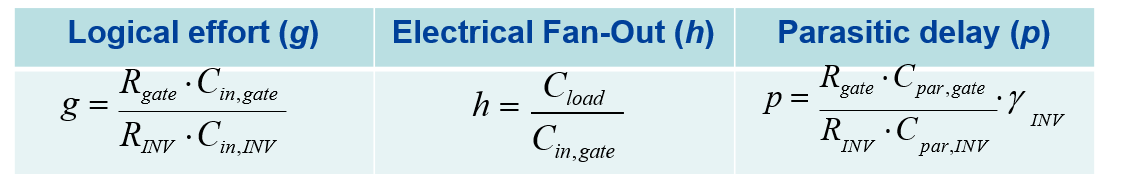 Logical effort (g) Electrical Fan-Out (h) Parasitic delay (p)
g = (R_gate · C_in,gate) / (R_INV · C_in,INV) h = C_load / C_in,gate p = (R_gate · C_par,gate) / (R_INV · C_par,INV) · γ_INV